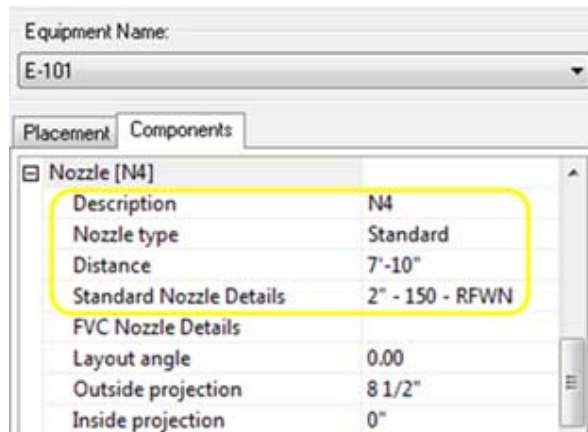 Equipment Name:
E-101
Placement Components
Nozzle [N4]
Description N4
Nozzle type Standard
Distance 7'-10"
Standard Nozzle Details 2" - 150 - RFWN
FVC Nozzle Details
Layout angle 0.00
Outside projection 8 1/2"
Inside projection 0"